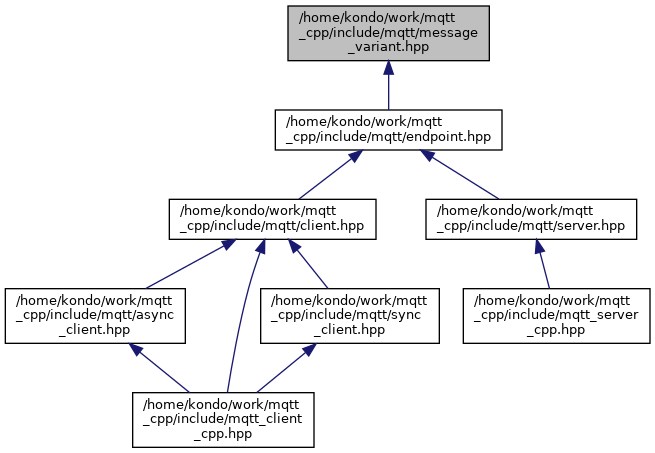 /home/kondo/work/mqtt
_cpp/include/mqtt/message
_variant.hpp
/home/kondo/work/mqtt
_cpp/include/mqtt/endpoint.hpp
/home/kondo/work/mqtt
_cpp/include/mqtt/client.hpp
/home/kondo/work/mqtt
_cpp/include/mqtt/server.hpp
/home/kondo/work/mqtt
_cpp/include/mqtt/async
_client.hpp
/home/kondo/work/mqtt
_cpp/include/mqtt/sync
_client.hpp
/home/kondo/work/mqtt
_cpp/include/mqtt_server
_cpp.hpp
/home/kondo/work/mqtt
_cpp/include/mqtt_client
_cpp.hpp